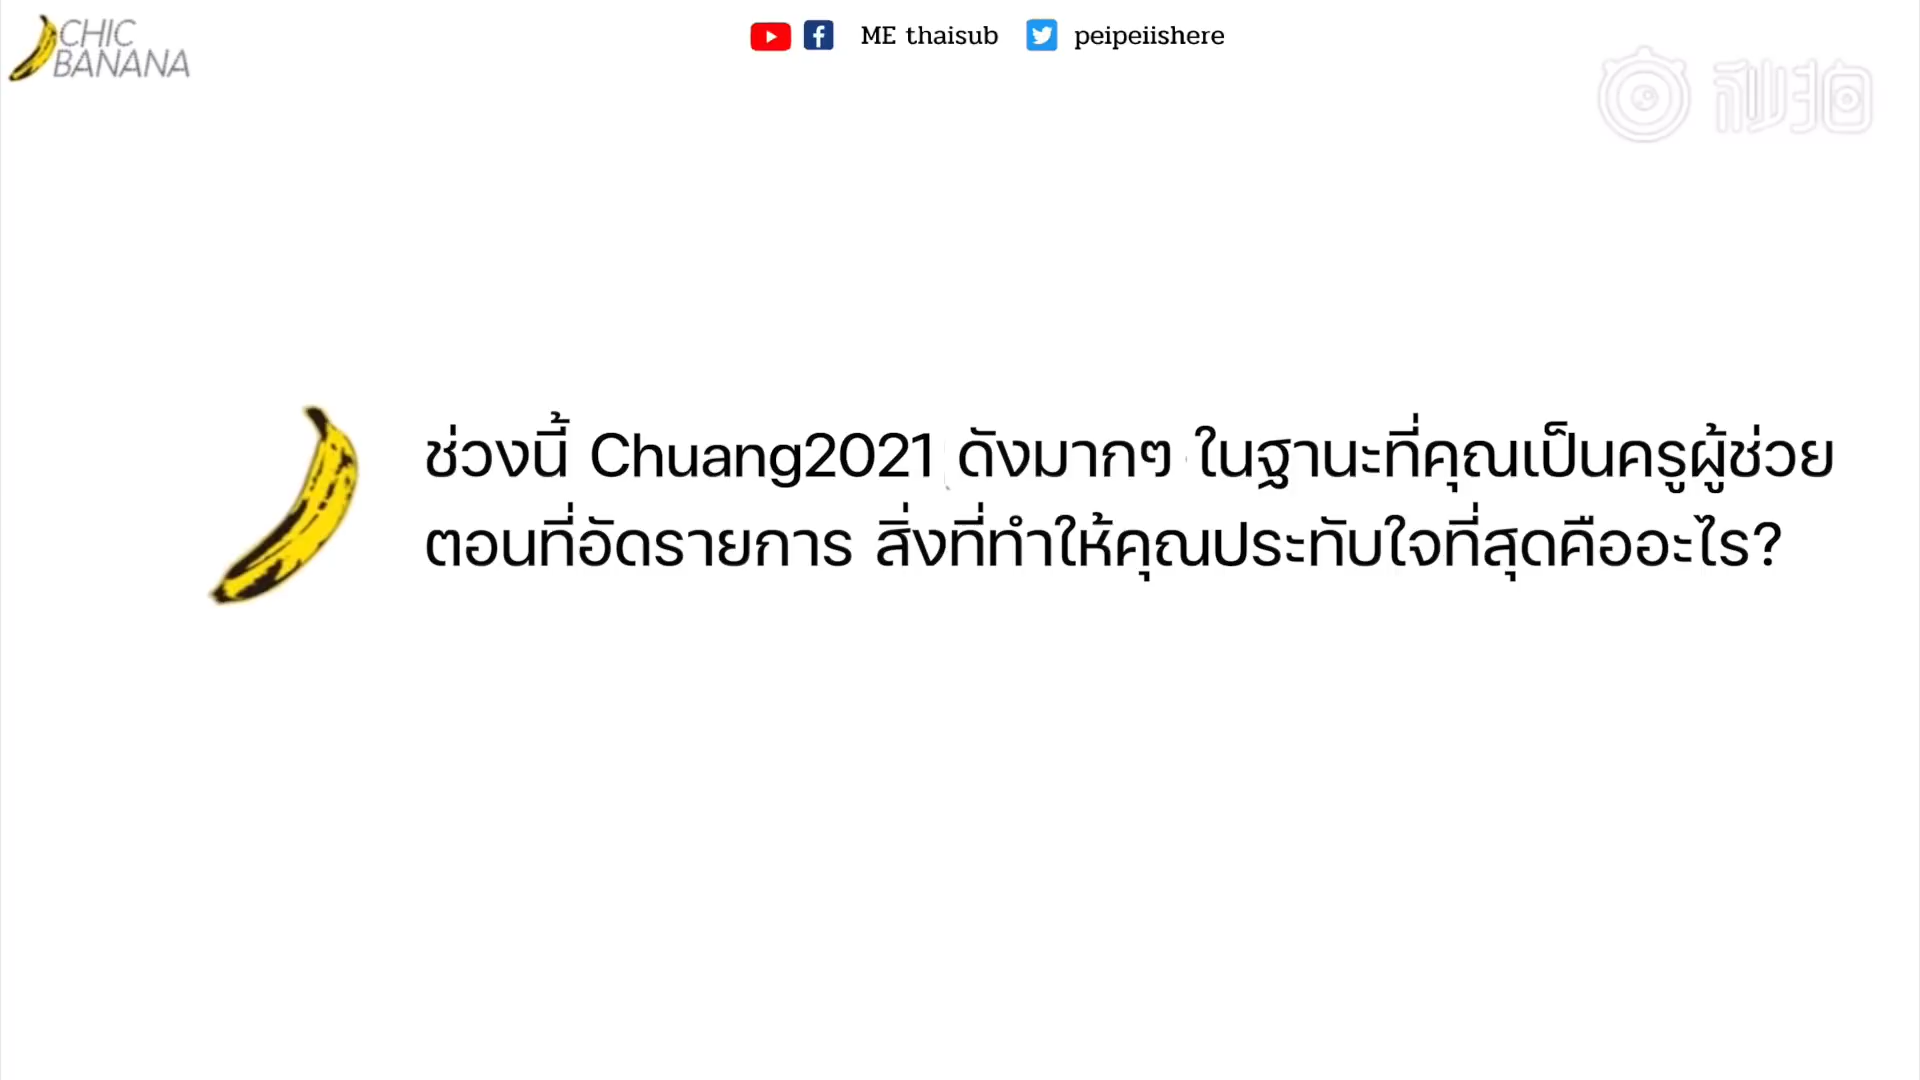 CHIC
BANANA
ME thaisub peipeiishere
秒拍
ช่วงนี้ Chuang2021 ดังมากๆ ในฐานะที่คุณเป็นครูผู้ช่วย
ตอนที่อัดรายการ สิ่งที่ทำให้คุณประทับใจที่สุดคืออะไร?